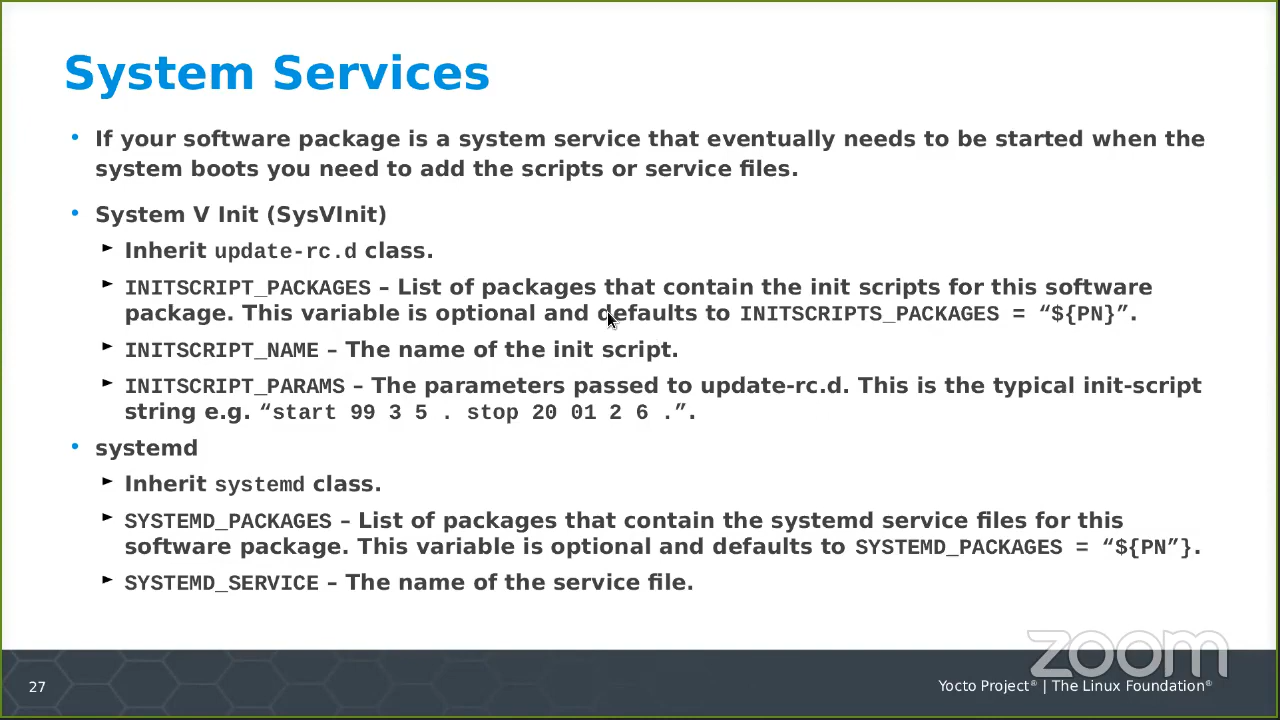 System Services
• If your software package is a system service that eventually needs to be started when the
system boots you need to add the scripts or service files.
• System V Init (SysVInit)
► Inherit update-rc.d class.
► INITSCRIPT_PACKAGES – List of packages that contain the init scripts for this software
package. This variable is optional and defaults to INITSCRIPTS_PACKAGES = “${PN}”.
► INITSCRIPT_NAME – The name of the init script.
► INITSCRIPT_PARAMS – The parameters passed to update-rc.d. This is the typical init-script
string e.g. “start 99 3 5 . stop 20 01 2 6 .”.
• systemd
► Inherit systemd class.
► SYSTEMD_PACKAGES – List of packages that contain the systemd service files for this
software package. This variable is optional and defaults to SYSTEMD_PACKAGES = “${PN”}.
► SYSTEMD_SERVICE – The name of the service file.
zoom
27
Yocto Project® | The Linux Foundation®